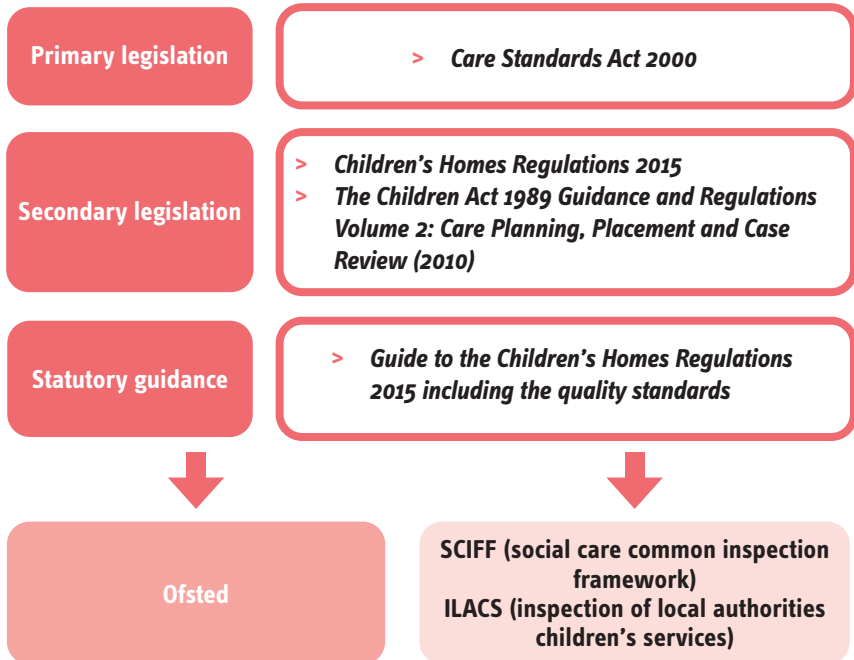 Primary legislation
> Care Standards Act 2000
Secondary legislation
> Children's Homes Regulations 2015
> The Children Act 1989 Guidance and Regulations
Volume 2: Care Planning, Placement and Case
Review (2010)
Statutory guidance
> Guide to the Children's Homes Regulations
2015 including the quality standards
Ofsted
SCIFF (social care common inspection
framework)
ILACS (inspection of local authorities
children's services)